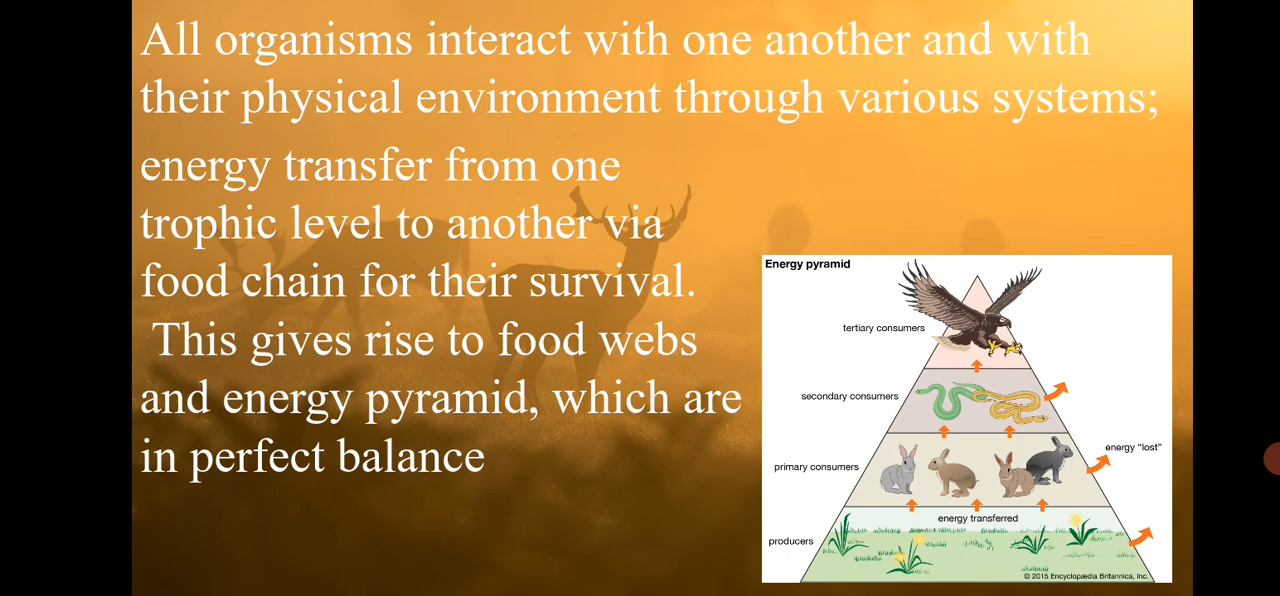 All organisms interact with one another and with
their physical environment through various systems;
energy transfer from one
trophic level to another via
food chain for their survival.
This gives rise to food webs
and energy pyramid, which are
in perfect balance
Energy pyramid
tertiary consumers
secondary consumers
energy "lost"
primary consumers
energy transferred
producers
© 2015 Encyclopædia Britannica, Inc.